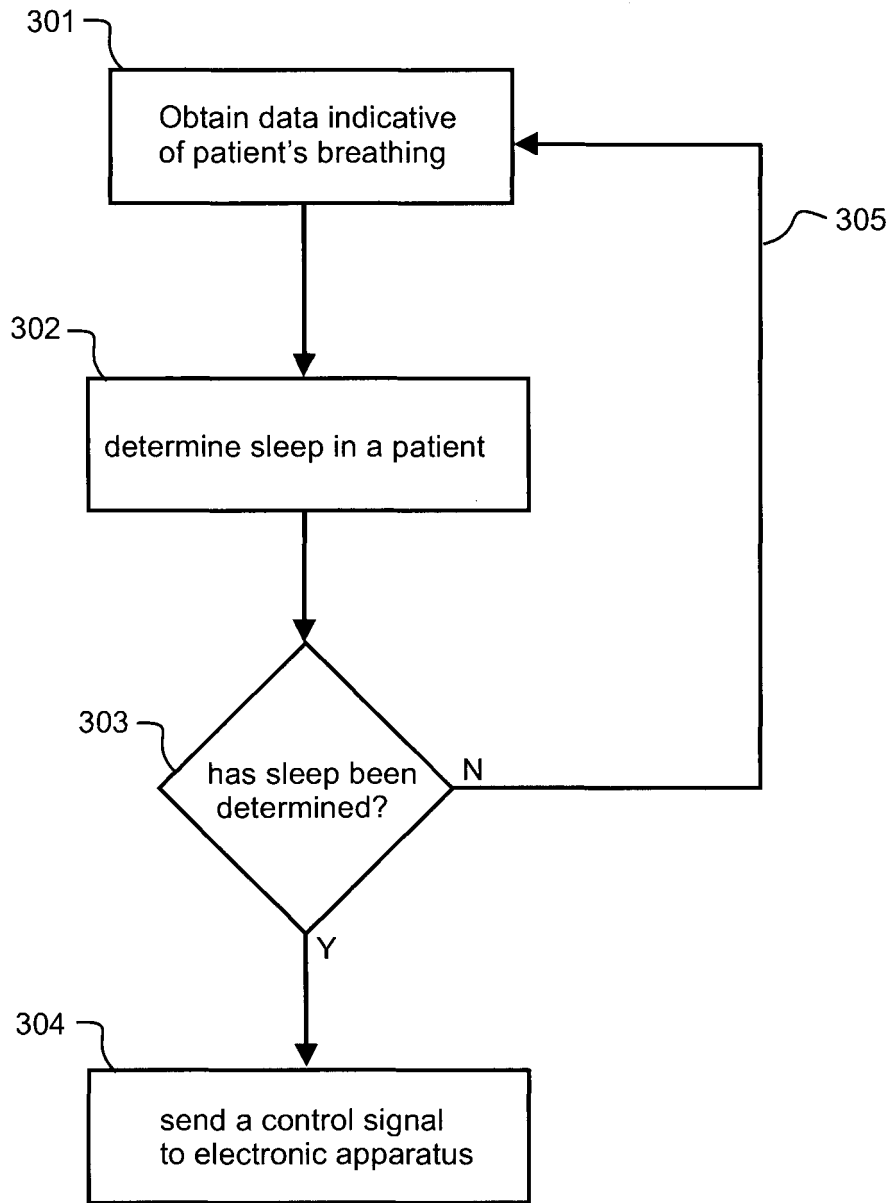 301
Obtain data indicative
of patient's breathing
305
302
determine sleep in a patient
303
has sleep been
determined?
N
Y
304
send a control signal
to electronic apparatus